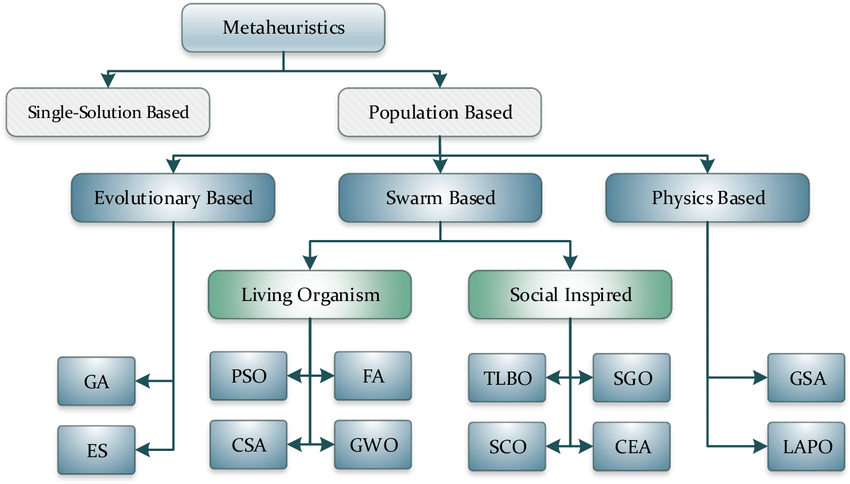 Metaheuristics
Single-Solution Based
Population Based
Evolutionary Based
Swarm Based
Physics Based
Living Organism
Social Inspired
GA
PSO
FA
TLBO
SGO
GSA
ES
CSA
GWO
SCO
CEA
LAPO